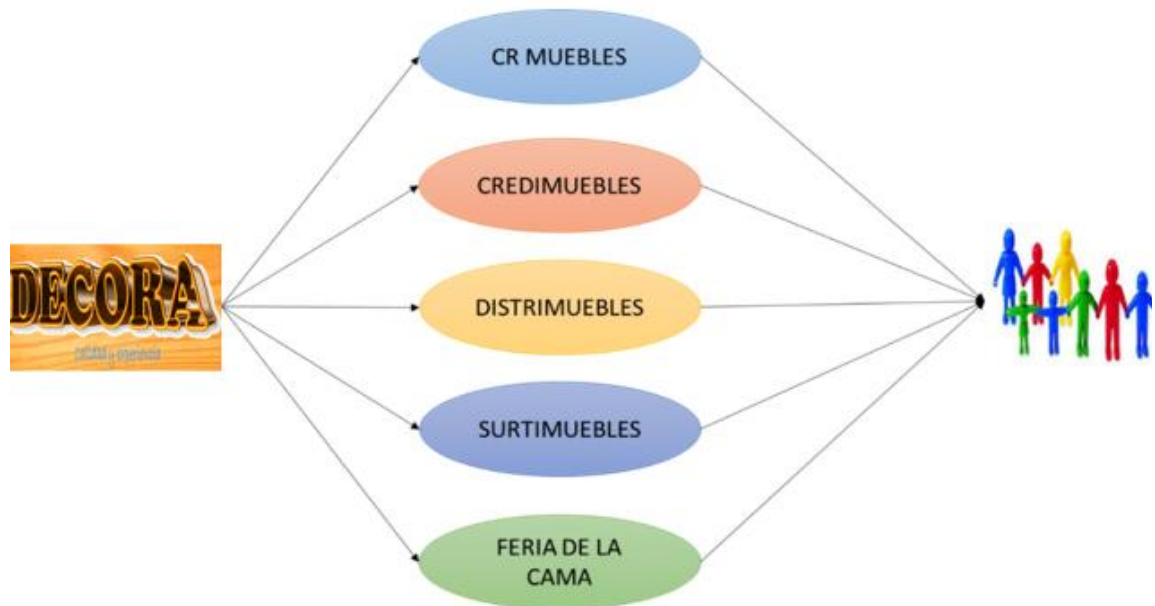 CR MUEBLES
CREDIMUEBLES
DECORA
DISTRIMUEBLES
SURTIMUEBLES
FERIA DE LA
CAMA